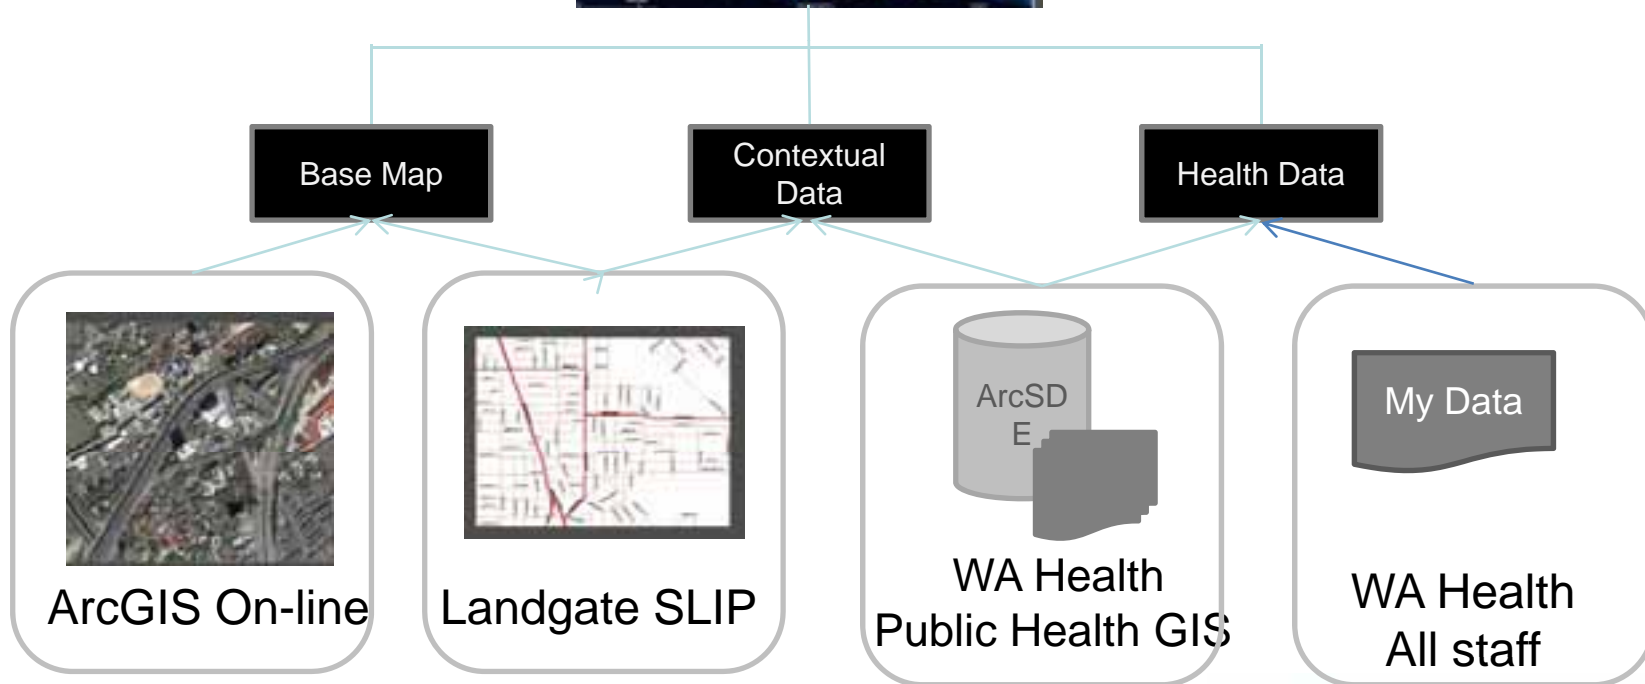 Base Map
Contextual
Data
Health Data
ArcSD
E
My Data
ArcGIS On-line
Landgate SLIP
WA Health
Public Health GIS
WA Health
All staff